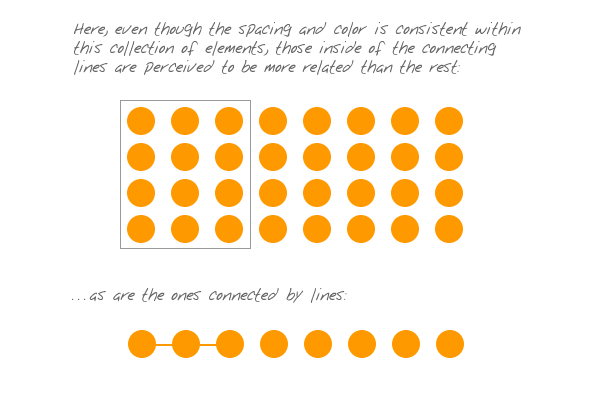 Here, even though the spacing and color is consistent within
this collection of elements, those inside of the connecting
lines are perceived to be more related than the rest:
...as are the ones connected by lines: